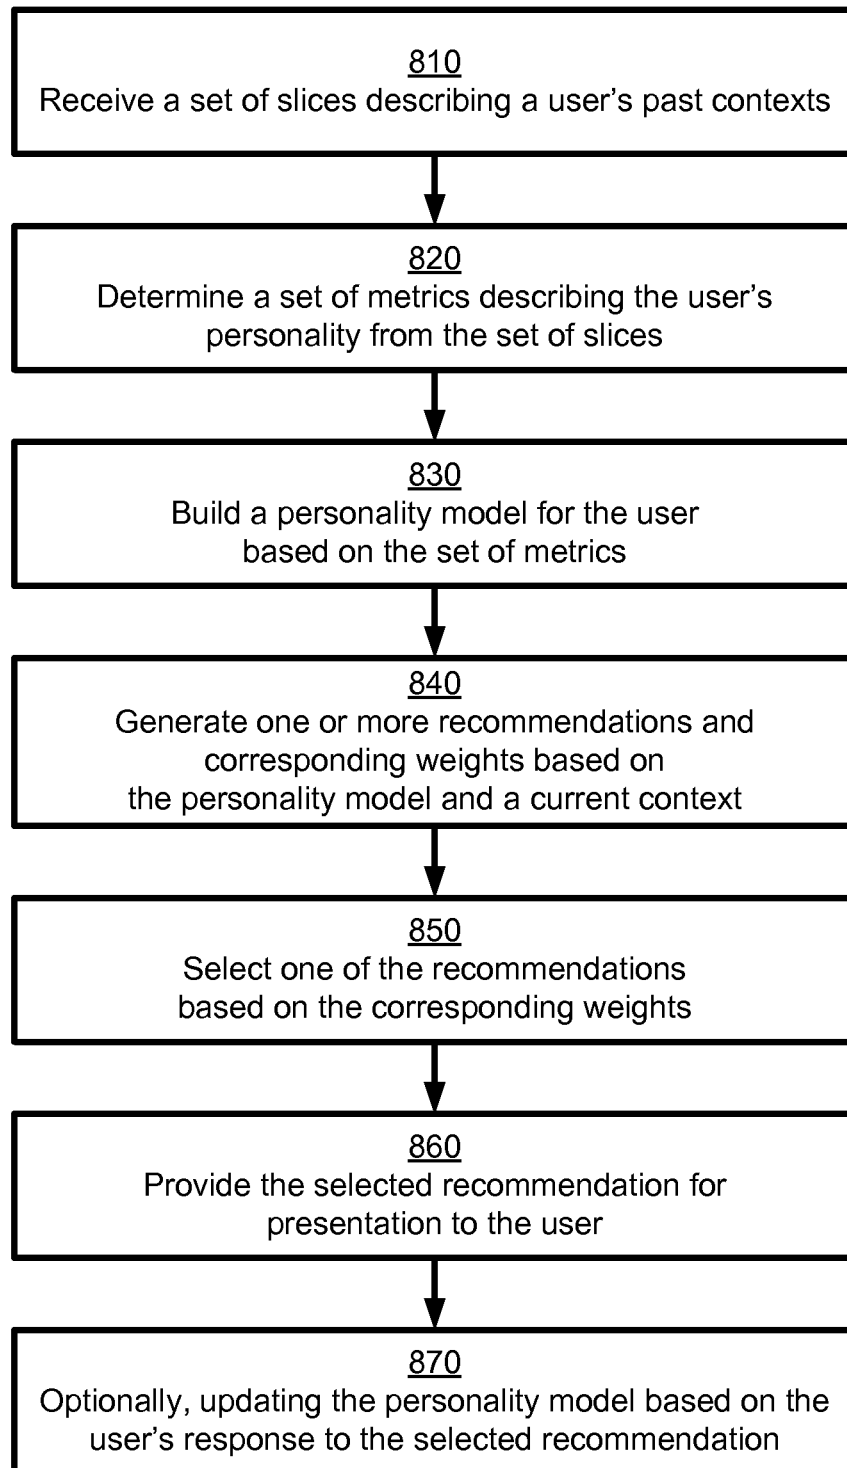 810
Receive a set of slices describing a user’s past contexts
820
Determine a set of metrics describing the user’s
personality from the set of slices
830
Build a personality model for the user
based on the set of metrics
840
Generate one or more recommendations and
corresponding weights based on
the personality model and a current context
850
Select one of the recommendations
based on the corresponding weights
860
Provide the selected recommendation for
presentation to the user
870
Optionally, updating the personality model based on the
user’s response to the selected recommendation